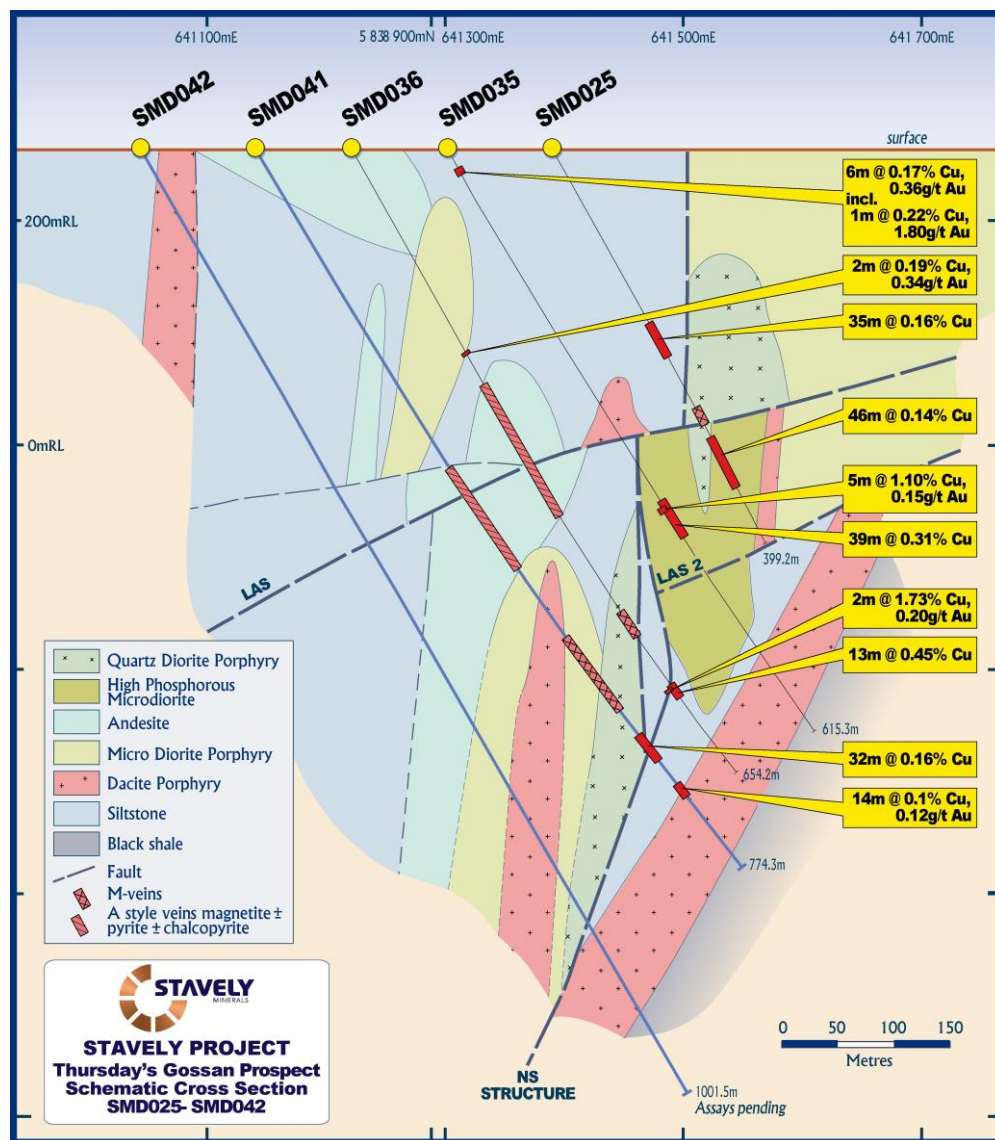 641 100mE
5 838 900mN
641 300mE
641 500mE
641 700mE
SMD042
SMD041
SMD036
SMD035
SMD025
surface
200mRL
0mRL
6m @ 0.17% Cu,
0.36g/t Au
incl.
1m @ 0.22% Cu,
1.80g/t Au
2m @ 0.19% Cu,
0.34g/t Au
35m @ 0.16% Cu
46m @ 0.14% Cu
5m @ 1.10% Cu,
0.15g/t Au
39m @ 0.31% Cu
2m @ 1.73% Cu,
0.20g/t Au
13m @ 0.45% Cu
32m @ 0.16% Cu
14m @ 0.1% Cu,
0.12g/t Au
LAS
LAS 2
399.2m
615.3m
654.2m
774.3m
1001.5m
Assays pending
NS
STRUCTURE
Quartz Diorite Porphyry
High Phosphorous
Microdiorite
Andesite
Micro Diorite Porphyry
Dacite Porphyry
Siltstone
Black shale
Fault
M-veins
A style veins magnetite ±
pyrite ± chalcopyrite
STAVELY
MINERALS
STAVELY PROJECT
Thursday's Gossan Prospect
Schematic Cross Section
SMD025- SMD042
0 50 100 150
Metres